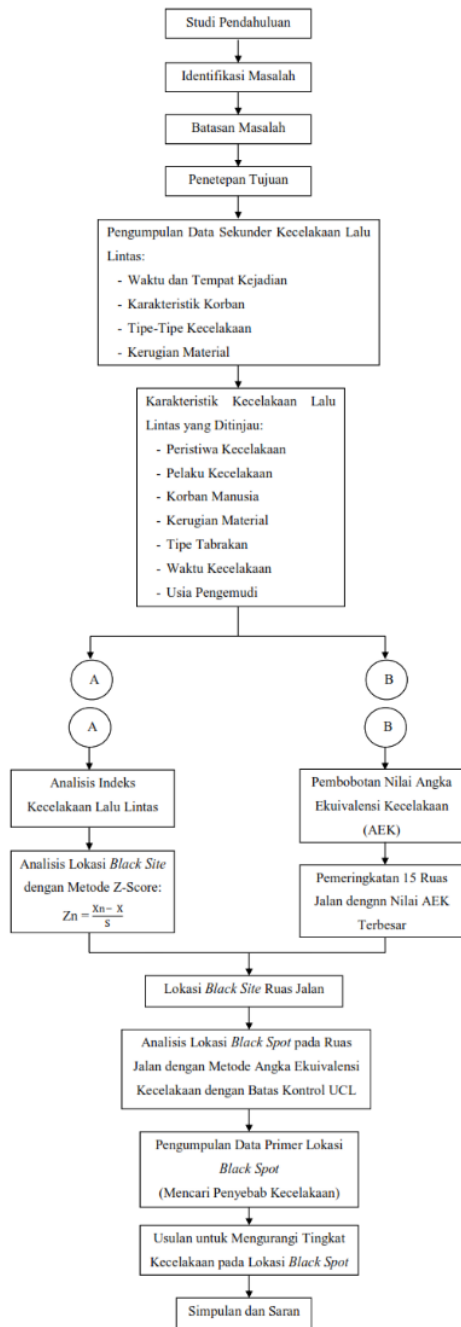 Studi Pendahuluan
Identifikasi Masalah
Batasan Masalah
Penetepan Tujuan
Pengumpulan Data Sekunder Kecelakaan Lalu
Lintas:
- Waktu dan Tempat Kejadian
- Karakteristik Korban
- Tipe-Tipe Kecelakaan
- Kerugian Material
Karakteristik Kecelakaan Lalu
Lintas yang Ditinjau:
- Peristiwa Kecelakaan
- Pelaku Kecelakaan
- Korban Manusia
- Kerugian Material
- Tipe Tabrakan
- Waktu Kecelakaan
- Usia Pengemudi
A
B
A
B
Analisis Indeks
Kecelakaan Lalu Lintas
Pembobotan Nilai Angka
Ekuivalensi Kecelakaan
(AEK)
Analisis Lokasi Black Site
dengan Metode Z-Score:
Zn = (Xn− X)/S
Pemeringkatan 15 Ruas
Jalan dengnn Nilai AEK
Terbesar
Lokasi Black Site Ruas Jalan
Analisis Lokasi Black Spot pada Ruas
Jalan dengan Metode Angka Ekuivalensi
Kecelakaan dengan Batas Kontrol UCL
Pengumpulan Data Primer Lokasi
Black Spot
(Mencari Penyebab Kecelakaan)
Usulan untuk Mengurangi Tingkat
Kecelakaan pada Lokasi Black Spot
Simpulan dan Saran